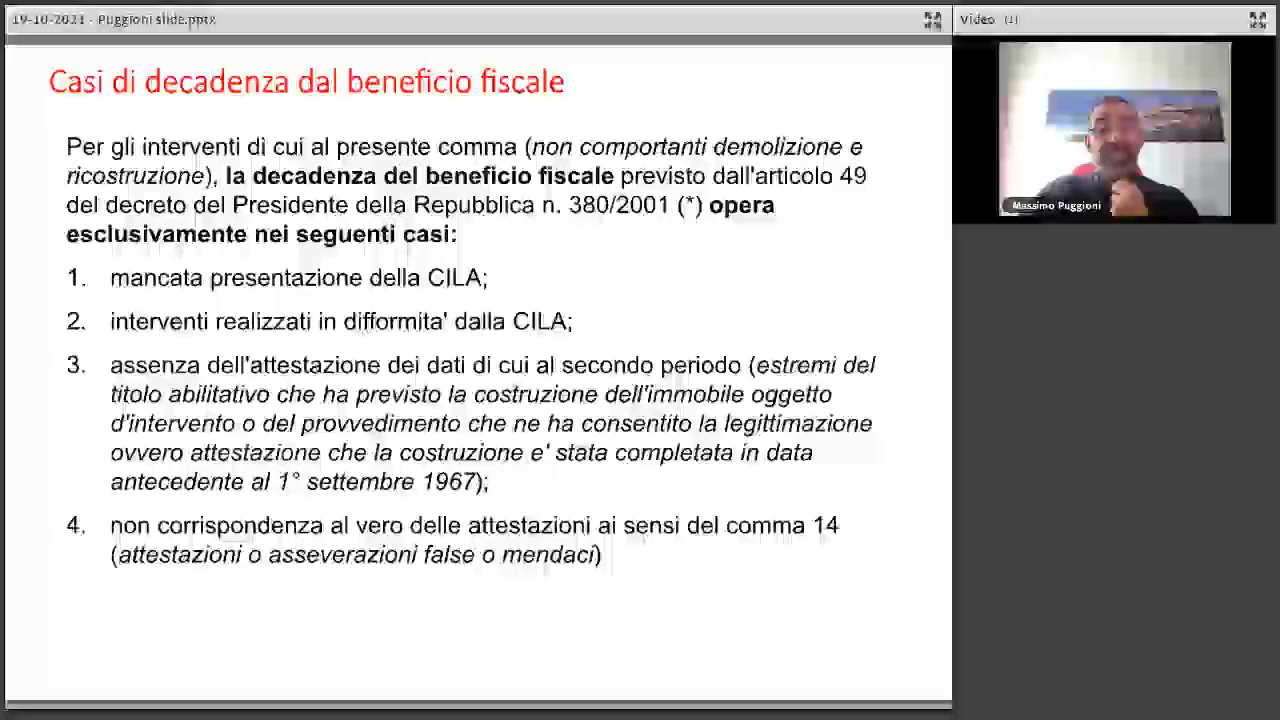 19-10-2021 - Puggioni slide.pptx
Video (1)
Casi di decadenza dal beneficio fiscale
Per gli interventi di cui al presente comma (non comportanti demolizione e
ricostruzione), la decadenza del beneficio fiscale previsto dall'articolo 49
del decreto del Presidente della Repubblica n. 380/2001 (*) opera
esclusivamente nei seguenti casi:
1. mancata presentazione della CILA;
2. interventi realizzati in difformita' dalla CILA;
3. assenza dell'attestazione dei dati di cui al secondo periodo (estremi del
titolo abilitativo che ha previsto la costruzione dell'immobile oggetto
d'intervento o del provvedimento che ne ha consentito la legittimazione
ovvero attestazione che la costruzione e' stata completata in data
antecedente al 1° settembre 1967);
4. non corrispondenza al vero delle attestazioni ai sensi del comma 14
(attestazioni o asseverazioni false o mendaci)
Massimo Puggioni